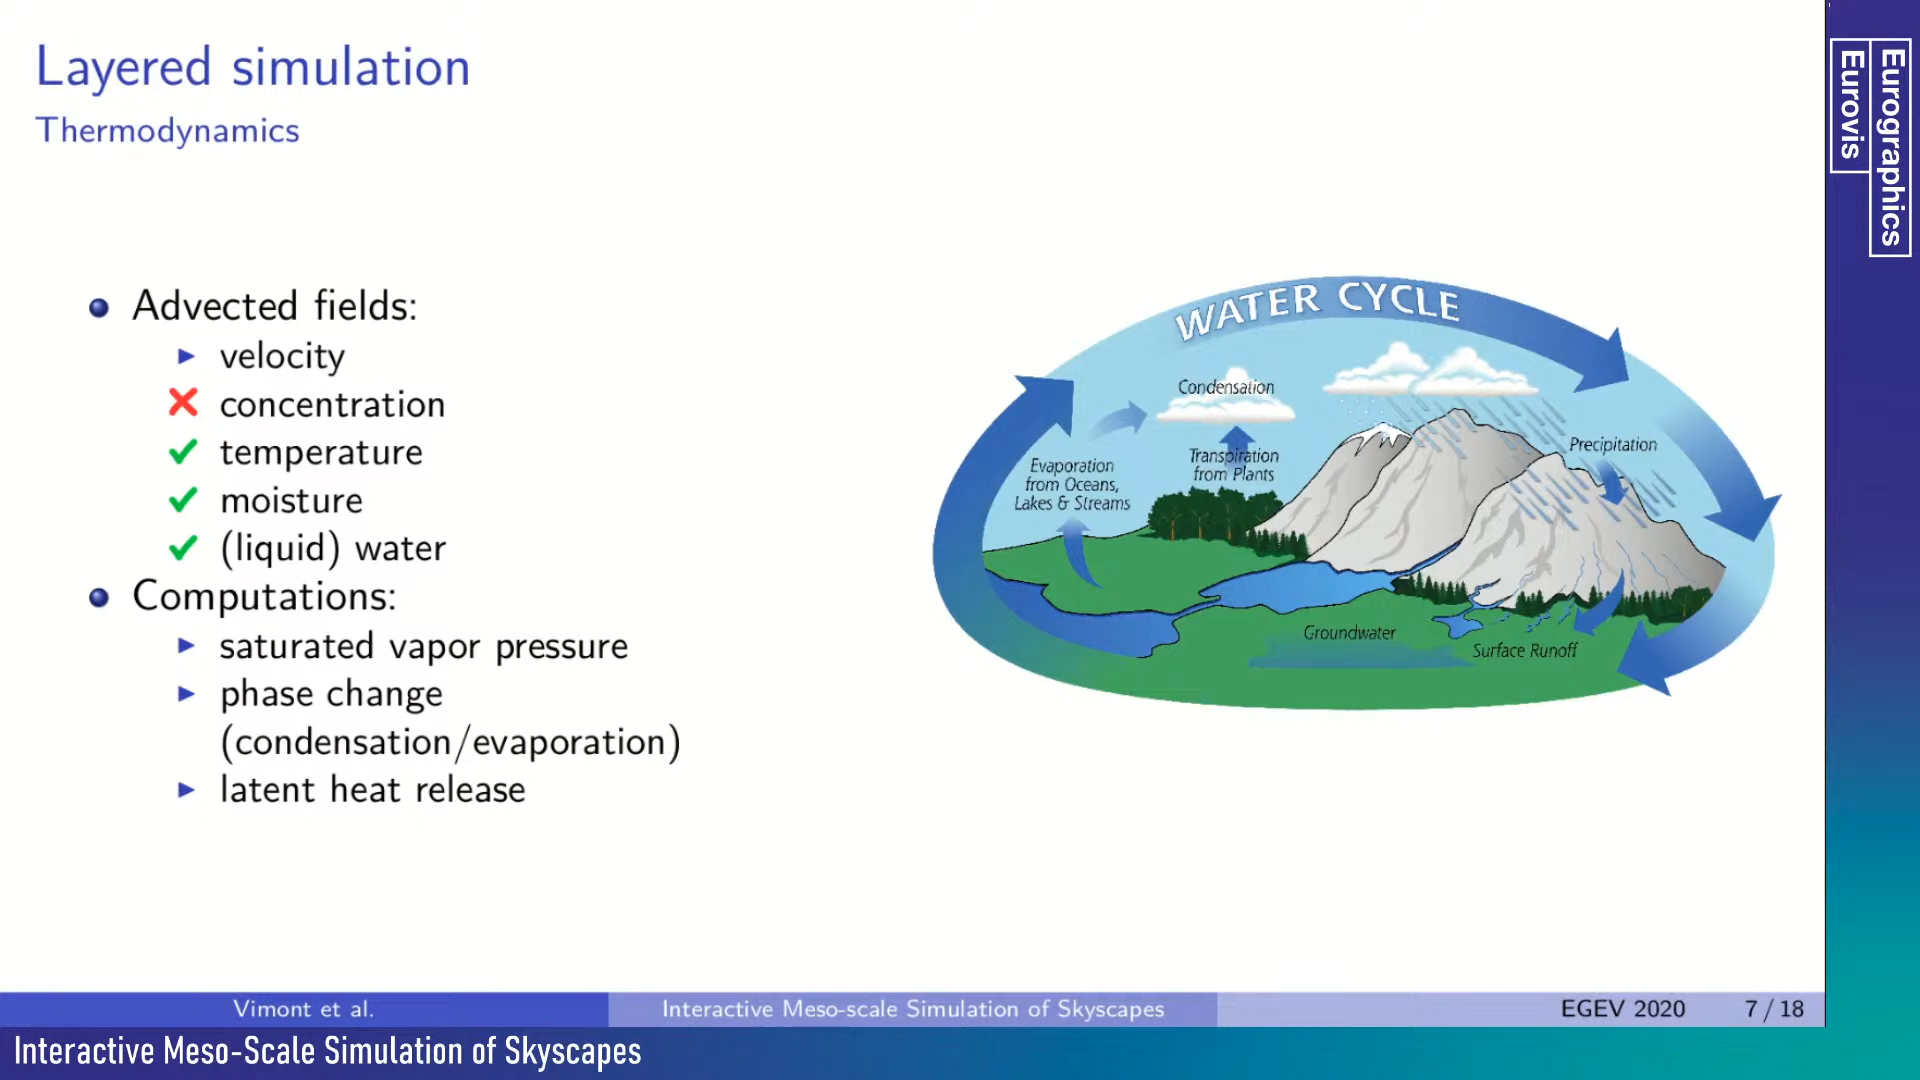 Layered simulation
Thermodynamics
Advected fields:
velocity
concentration
temperature
moisture
(liquid) water
Computations:
saturated vapor pressure
phase change
(condensation/evaporation)
latent heat release
WATER CYCLE
Condensation
Precipitation
Evaporation
from Oceans,
Lakes & Streams
Transpiration
from Plants
Groundwater
Surface Runoff
Eurographics
Eurovis
Vimont et al.
Interactive Meso-scale Simulation of Skyscapes
EGEV 2020
7 / 18
Interactive Meso-Scale Simulation of Skyscapes